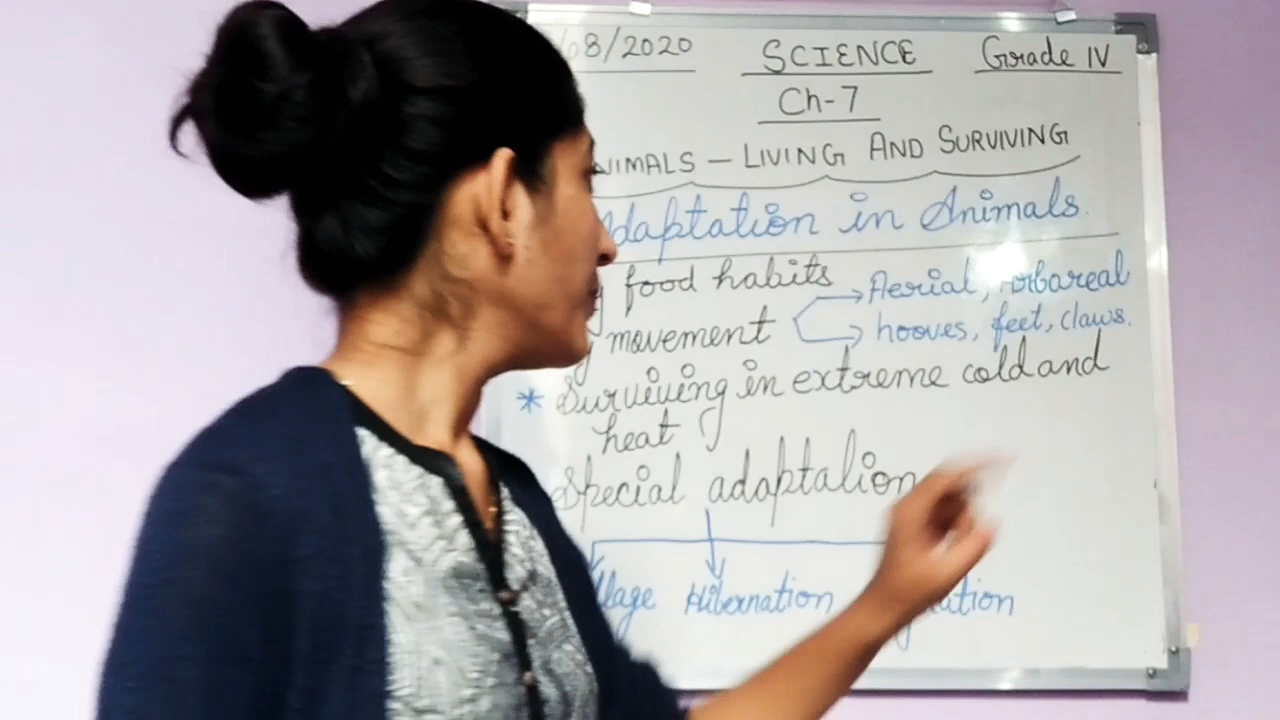 08/2020 SCIENCE Grade IV
Ch-7
NIMALS - LIVING AND SURVIVING
daptation in Animals.
food habits → Aerial, rbareal
movement → hooves, feet, claws.
* Surviving in extreme cold and
heat
Special adaptation
Hibernation